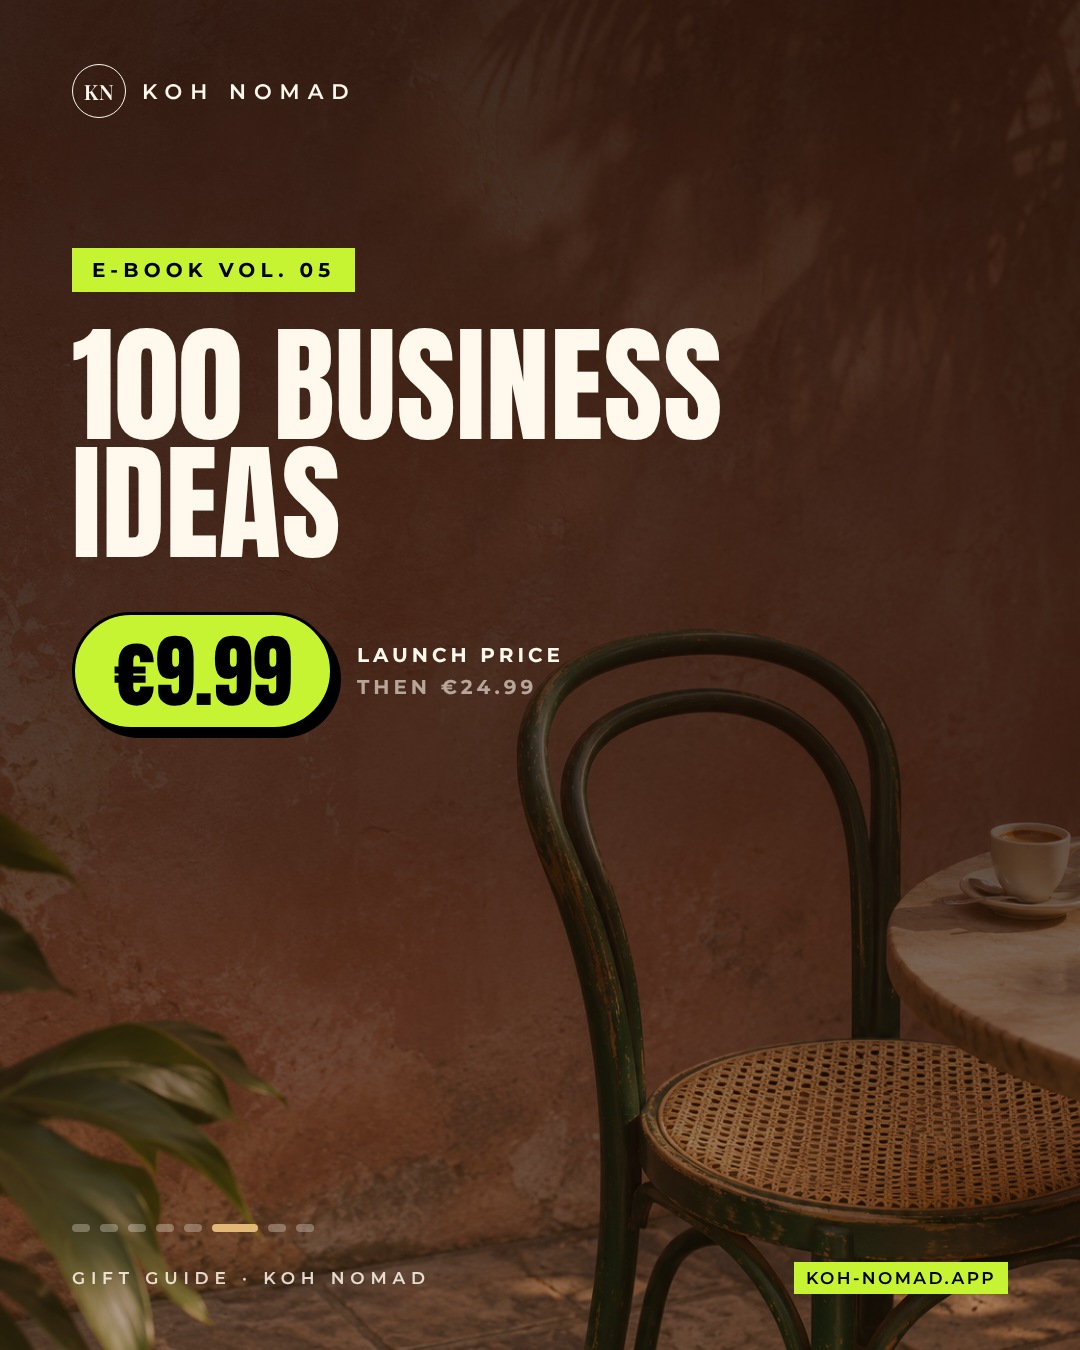 KN KOH NOMAD
E-BOOK VOL. 05
100 BUSINESS
IDEAS
€9.99
LAUNCH PRICE
THEN €24.99
GIFT GUIDE · KOH NOMAD
KOH-NOMAD.APP